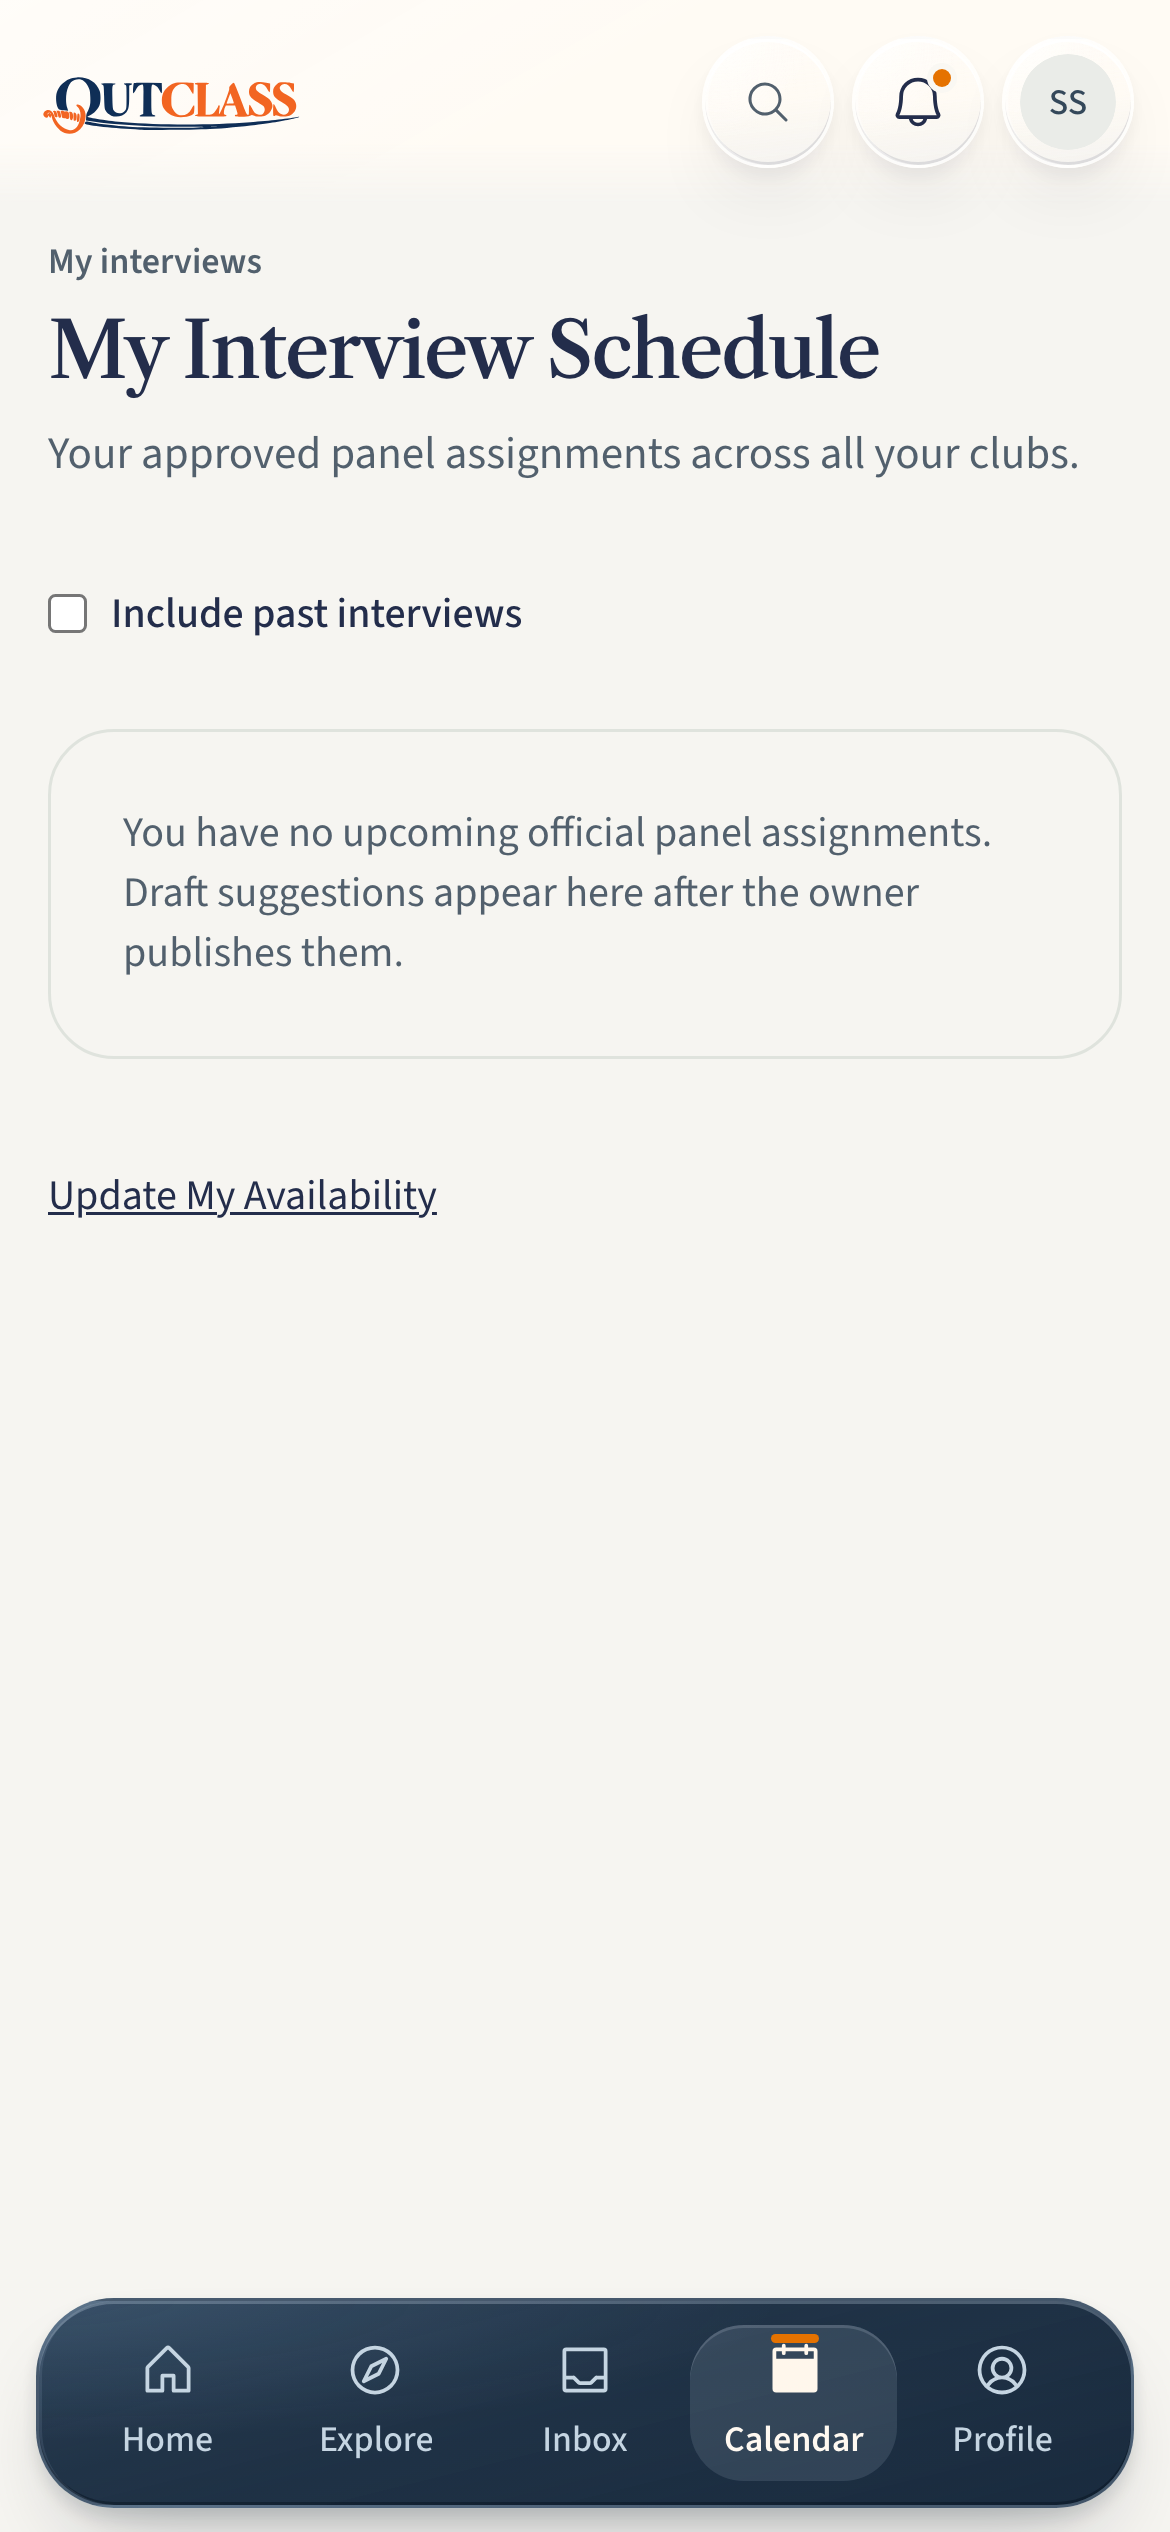 OUTCLASS
SS
My interviews
My Interview Schedule
Your approved panel assignments across all your clubs.
Include past interviews
You have no upcoming official panel assignments.
Draft suggestions appear here after the owner
publishes them.
Update My Availability
Home
Explore
Inbox
Calendar
Profile